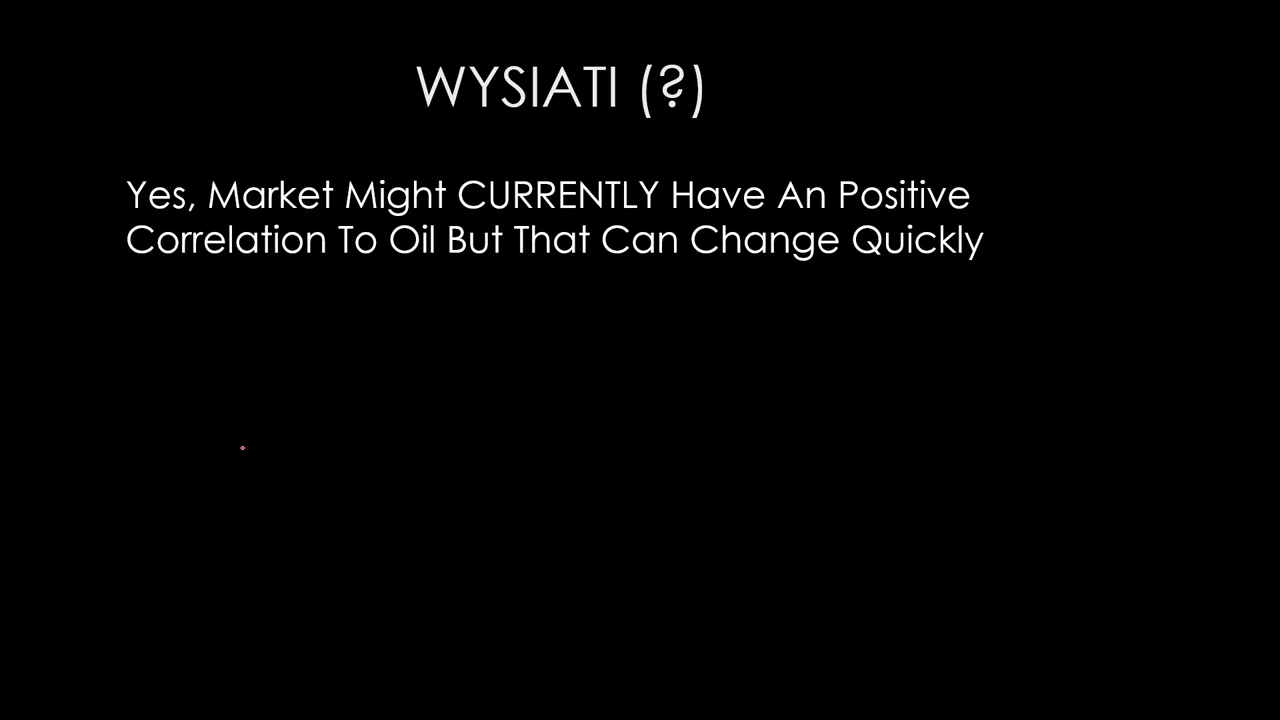 WYSIATI (?)
Yes, Market Might CURRENTLY Have An Positive
Correlation To Oil But That Can Change Quickly